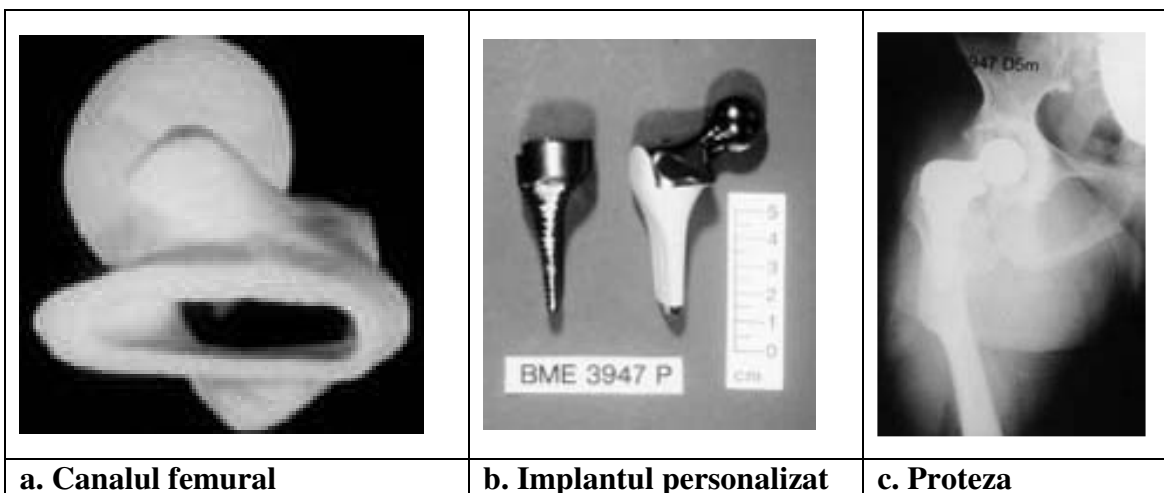 947 D5m
5
4
3
2
1
0
cm
BME 3947 P
a. Canalul femural
b. Implantul personalizat
c. Proteza